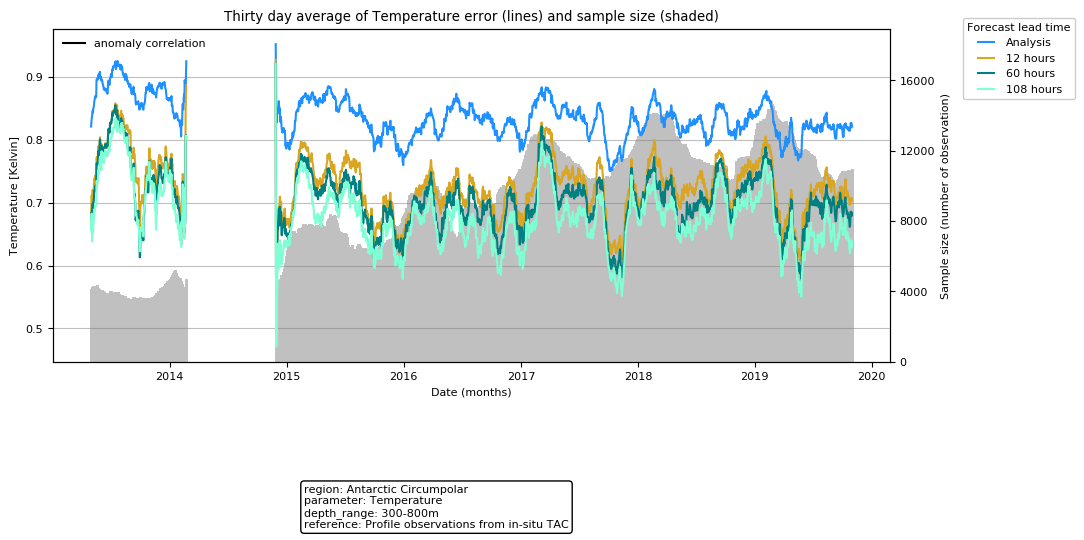 Thirty day average of Temperature error (lines) and sample size (shaded)
anomaly correlation
Forecast lead time
Analysis
12 hours
60 hours
108 hours
Temperature [Kelvin]
0.9
0.8
0.7
0.6
0.5
16000
12000
8000
4000
0
Sample size (number of observation)
2014 2015 2016 2017 2018 2019 2020
Date (months)
region: Antarctic Circumpolar
parameter: Temperature
depth_range: 300-800m
reference: Profile observations from in-situ TAC